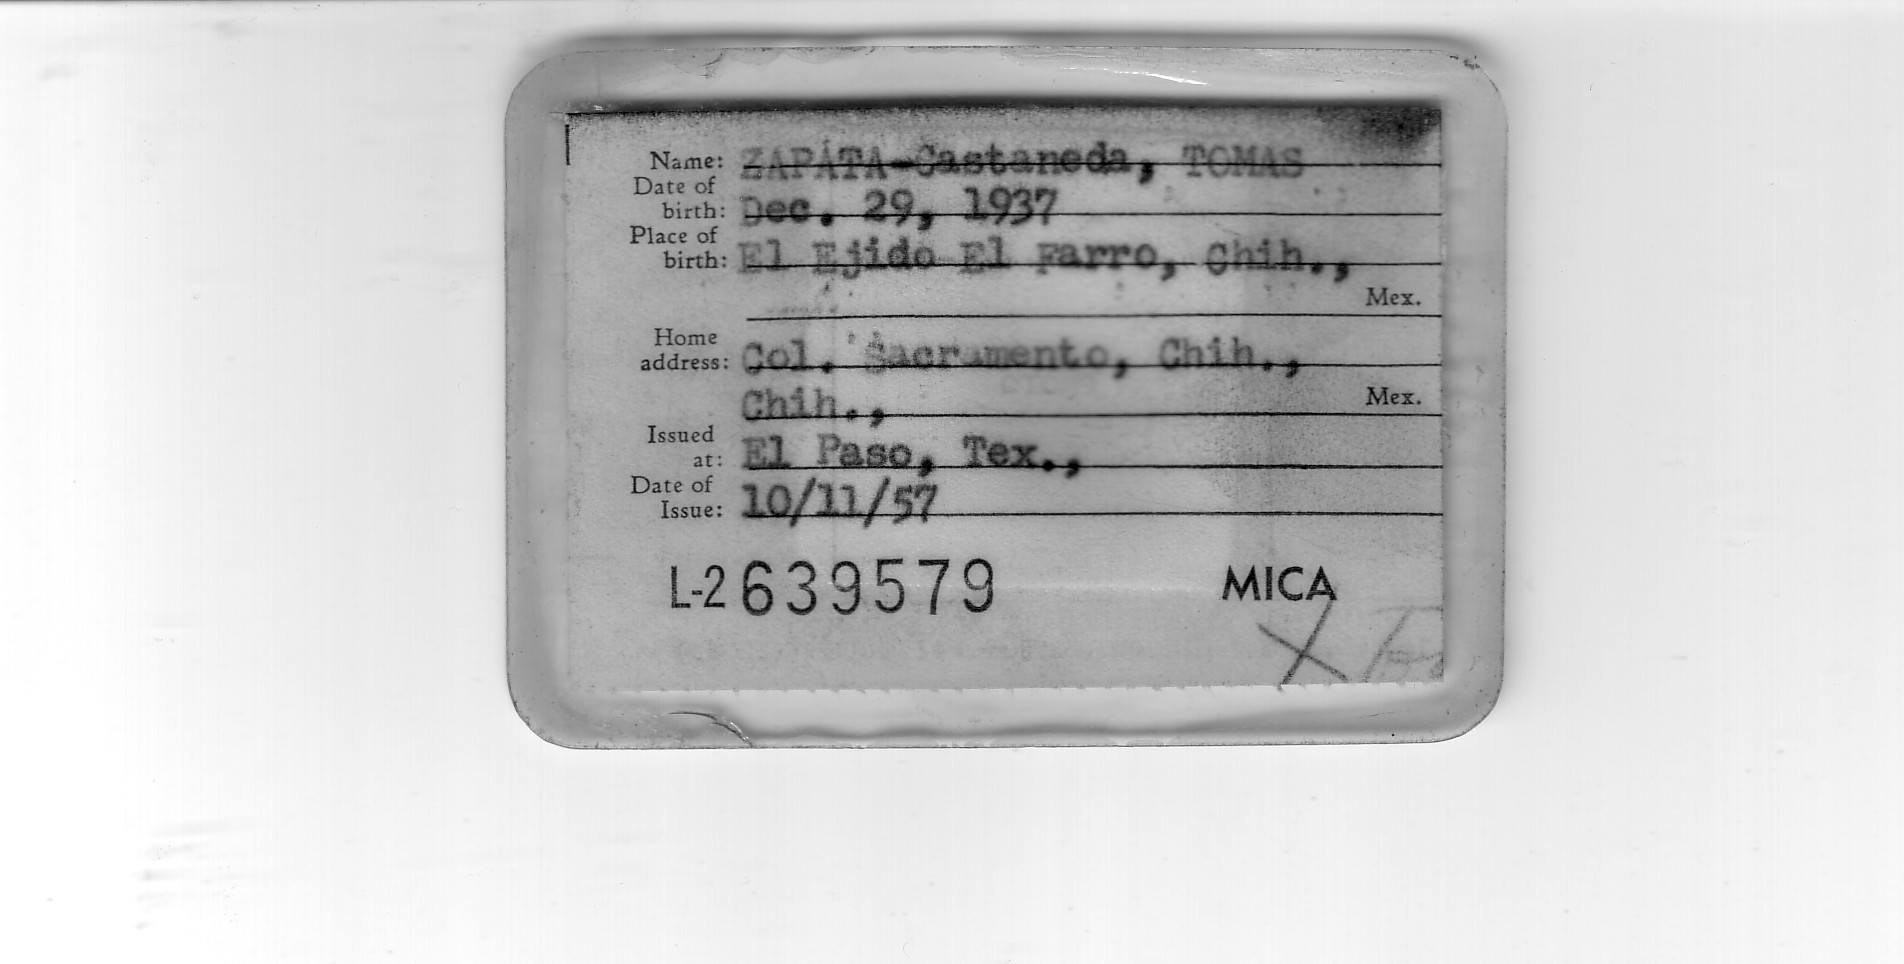 Name: ZAPATA-Castaneda, TOMAS
Date of
birth: Dec. 29, 1937
Place of
birth: El Ejido El Farro, Chih.,
Mex.
Home
address: Col. Sacramento, Chih.,
Chih., Mex.
Issued
at: El Paso, Tex.,
Date of
Issue: 10/11/57
L-2639579 MICA
X